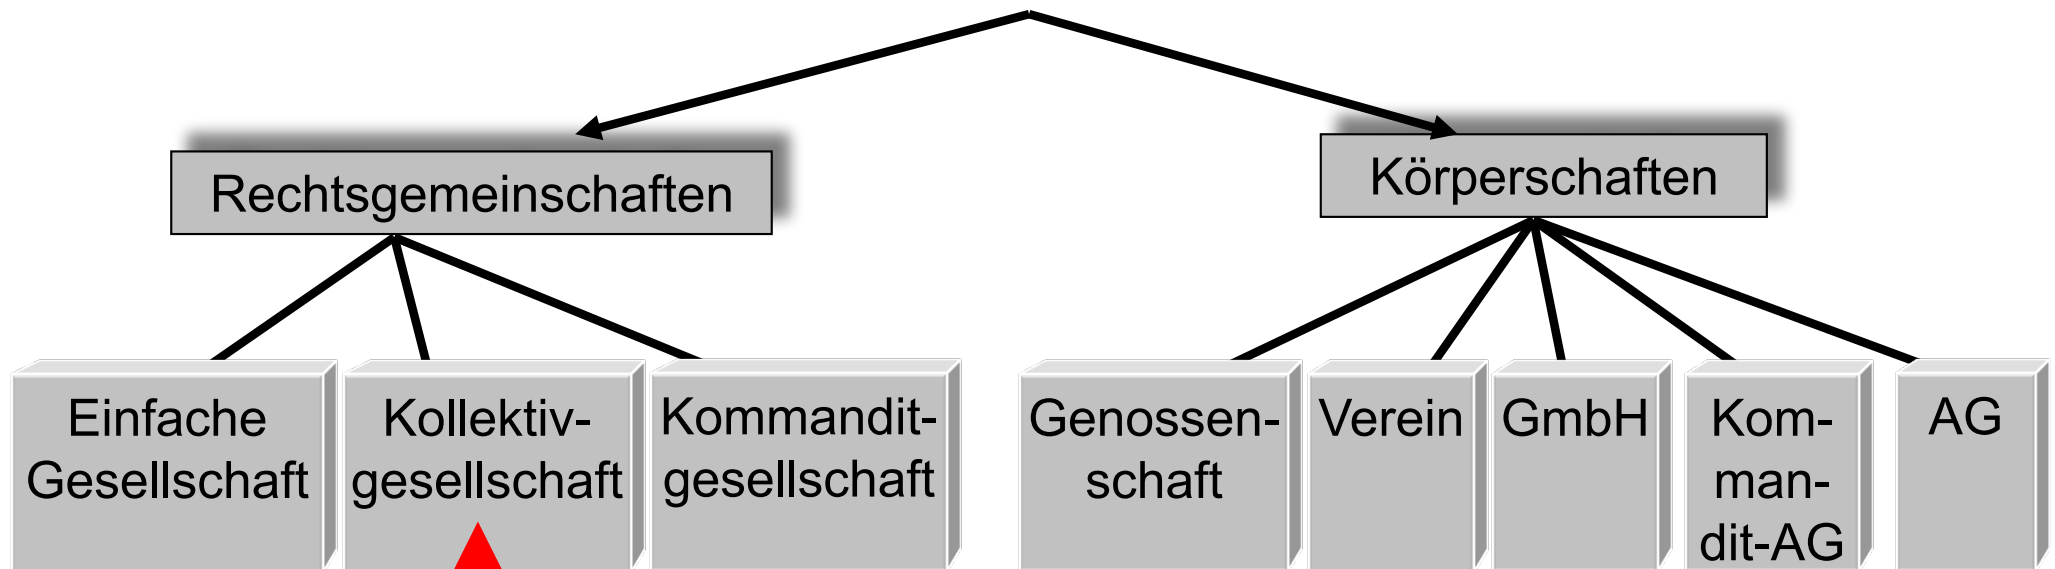 Rechtsgemeinschaften
Körperschaften
Einfache
Gesellschaft
Kollektiv-
gesellschaft
Kommandit-
gesellschaft
Genossen-
schaft
Verein
GmbH
Kom-
man-
dit-AG
AG